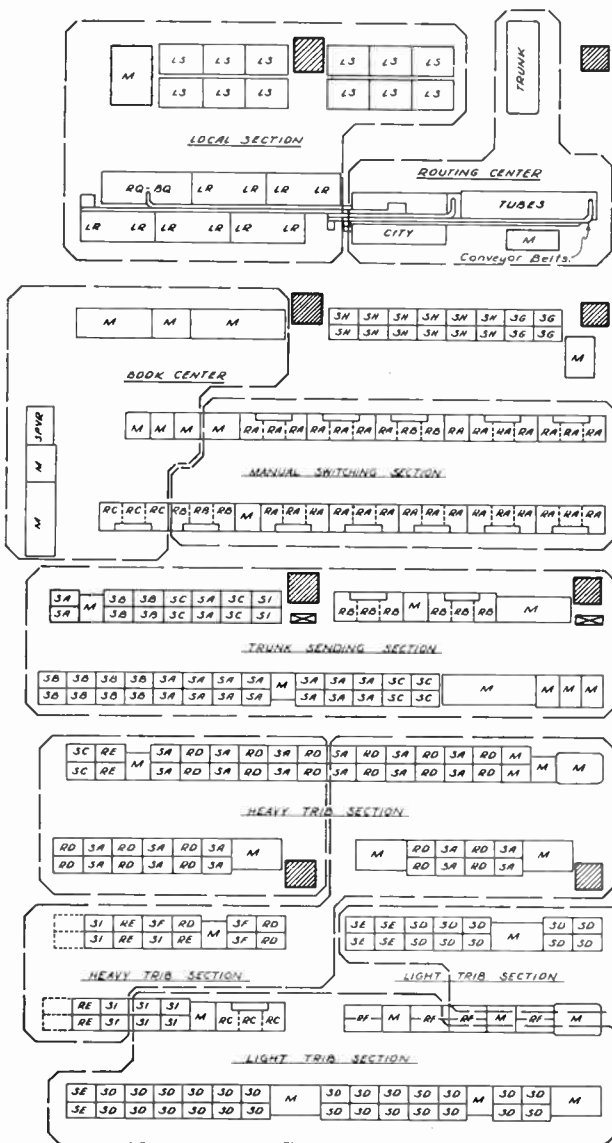 M LS LS LS LS LS LS TRUNK
LS LS LS LS LS LS
LOCAL SECTION
ROUTING CENTER
RQ-BQ LR LR LR LR TUBES
LR LR LR LR LR LR CITY M
Conveyor Belts
M M M SH SH SH SH SH SH SG SG
SH SH SH SH SH SH SG SG
M
BOOK CENTER
SPVR M M M M RA RA RA RA RA RA RA RB RB RA RA RA RA RA RA
M
MANUAL SWITCHING SECTION
M
RC RC RC RB RB RB M RA RA RA RA RA RA RA RA RA RA RA RA RA RA RA
SA M SB SB SC SA SC SI RB RB RB M RB RB RB M
SA SB SB SC SA SC SI
TRUNK SENDING SECTION
SB SB SB SB SA SA SA SA M SA SA SA SC SC M M M M
SB SB SB SB SA SA SA SA SA SA SA SC SC
SC RE M SA RD SA RD SA RD SA RD SA RD SA RD M M M
SC RE SA RD SA RD SA RD SA RD SA RD SA RD M
HEAVY TRIB SECTION
RD SA RD SA RD SA M M RD SA RD SA M
RD SA RD SA RD SA RD SA RD SA
SI RE SF RD M SF RD SE SE SD SD SD M SD SD
SI RE SI RE SF RD SE SE SD SD SD SD SD
HEAVY TRIB SECTION LIGHT TRIB SECTION
RE SI SI SI M RC RC RC RF M RF RF M RF M
RE SI SI SI
LIGHT TRIB SECTION
SE SD SD SD SD SD SD M SD SD SD SD SD M SD SD M
SE SD SD SD SD SD SD SD SD SD SD SD SD SD